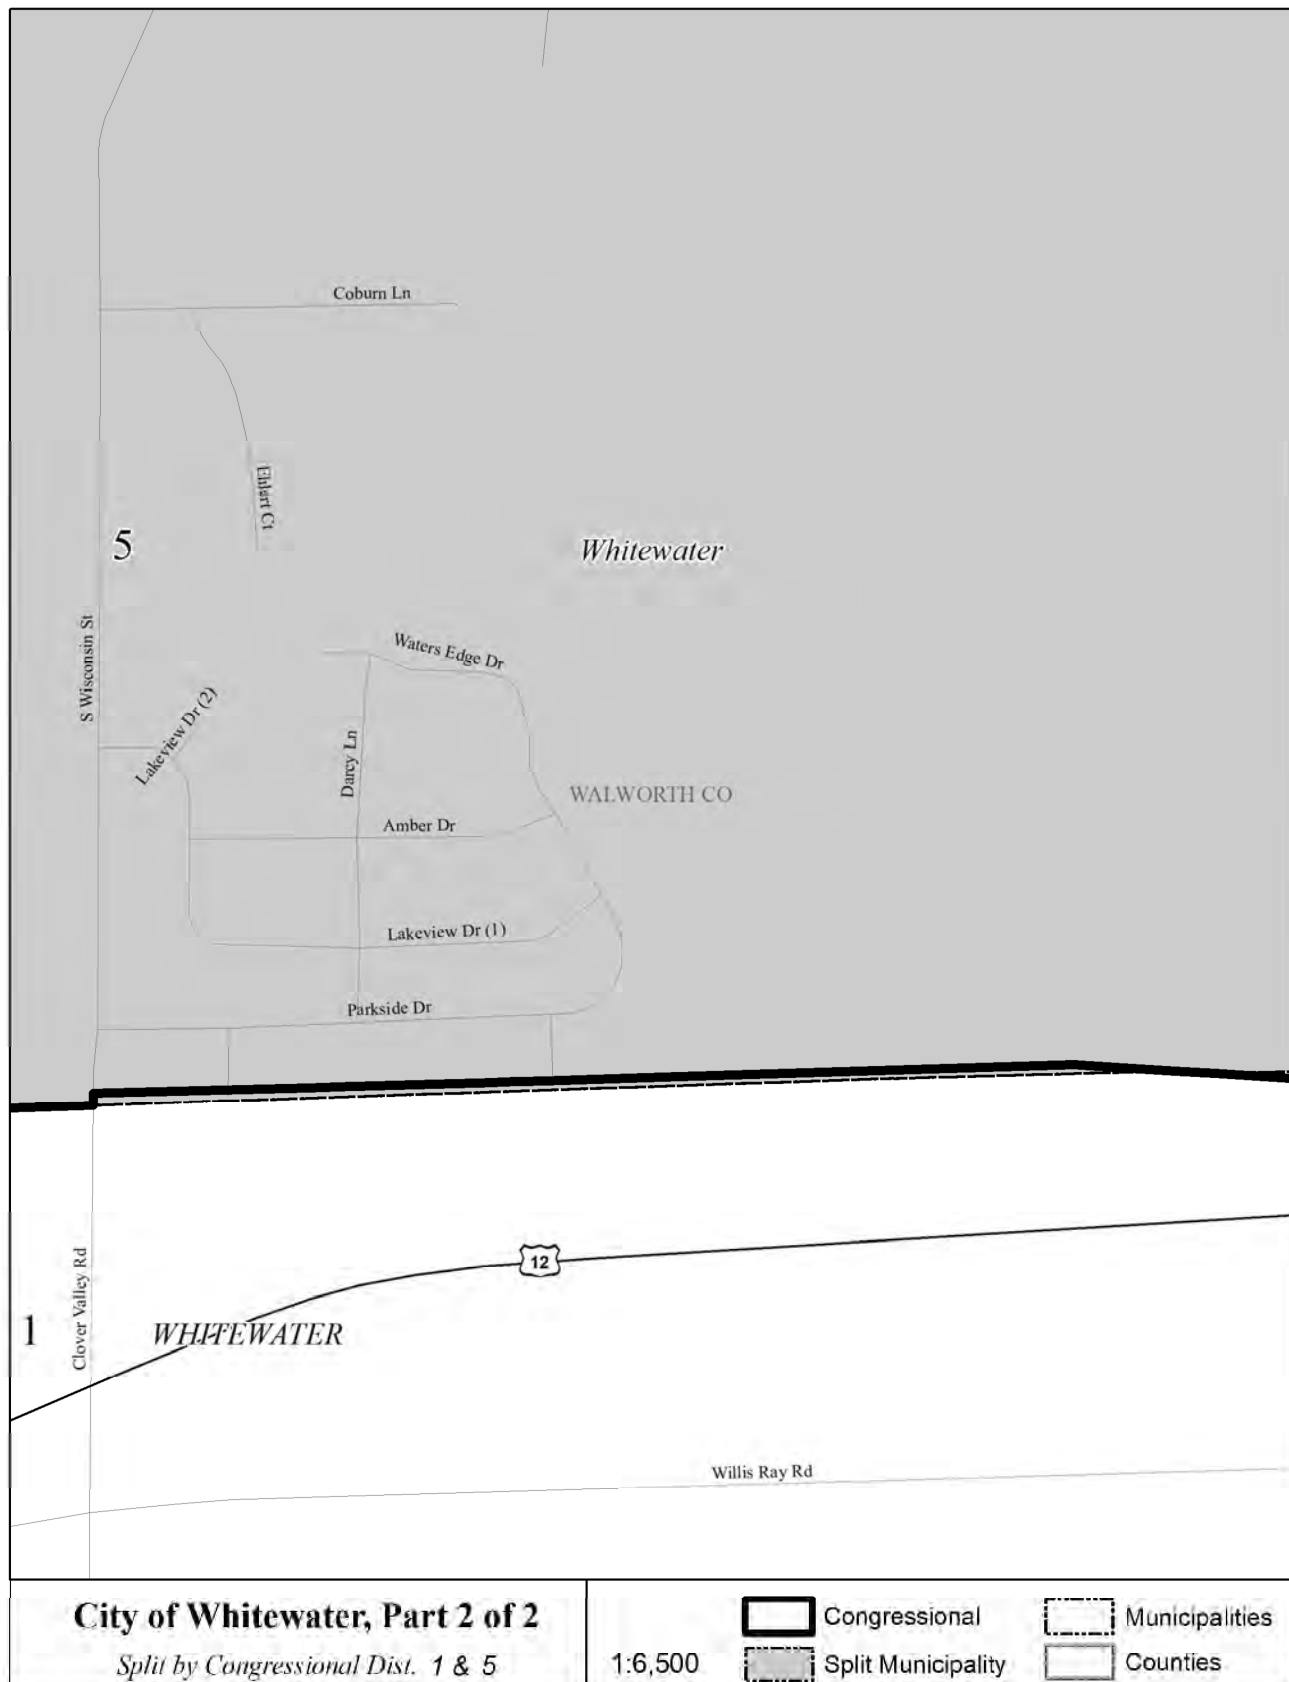 Coburn Ln
Ehlert Ct
5
Whitewater
S Wisconsin St
Waters Edge Dr
Lakeview Dr (2)
Darcy Ln
WALWORTH CO
Amber Dr
Lakeview Dr (1)
Parkside Dr
12
Clover Valley Rd
1
WHITEWATER
Willis Ray Rd
City of Whitewater, Part 2 of 2
Split by Congressional Dist. 1 & 5
1:6,500
Congressional
Municipalities
Split Municipality
Counties